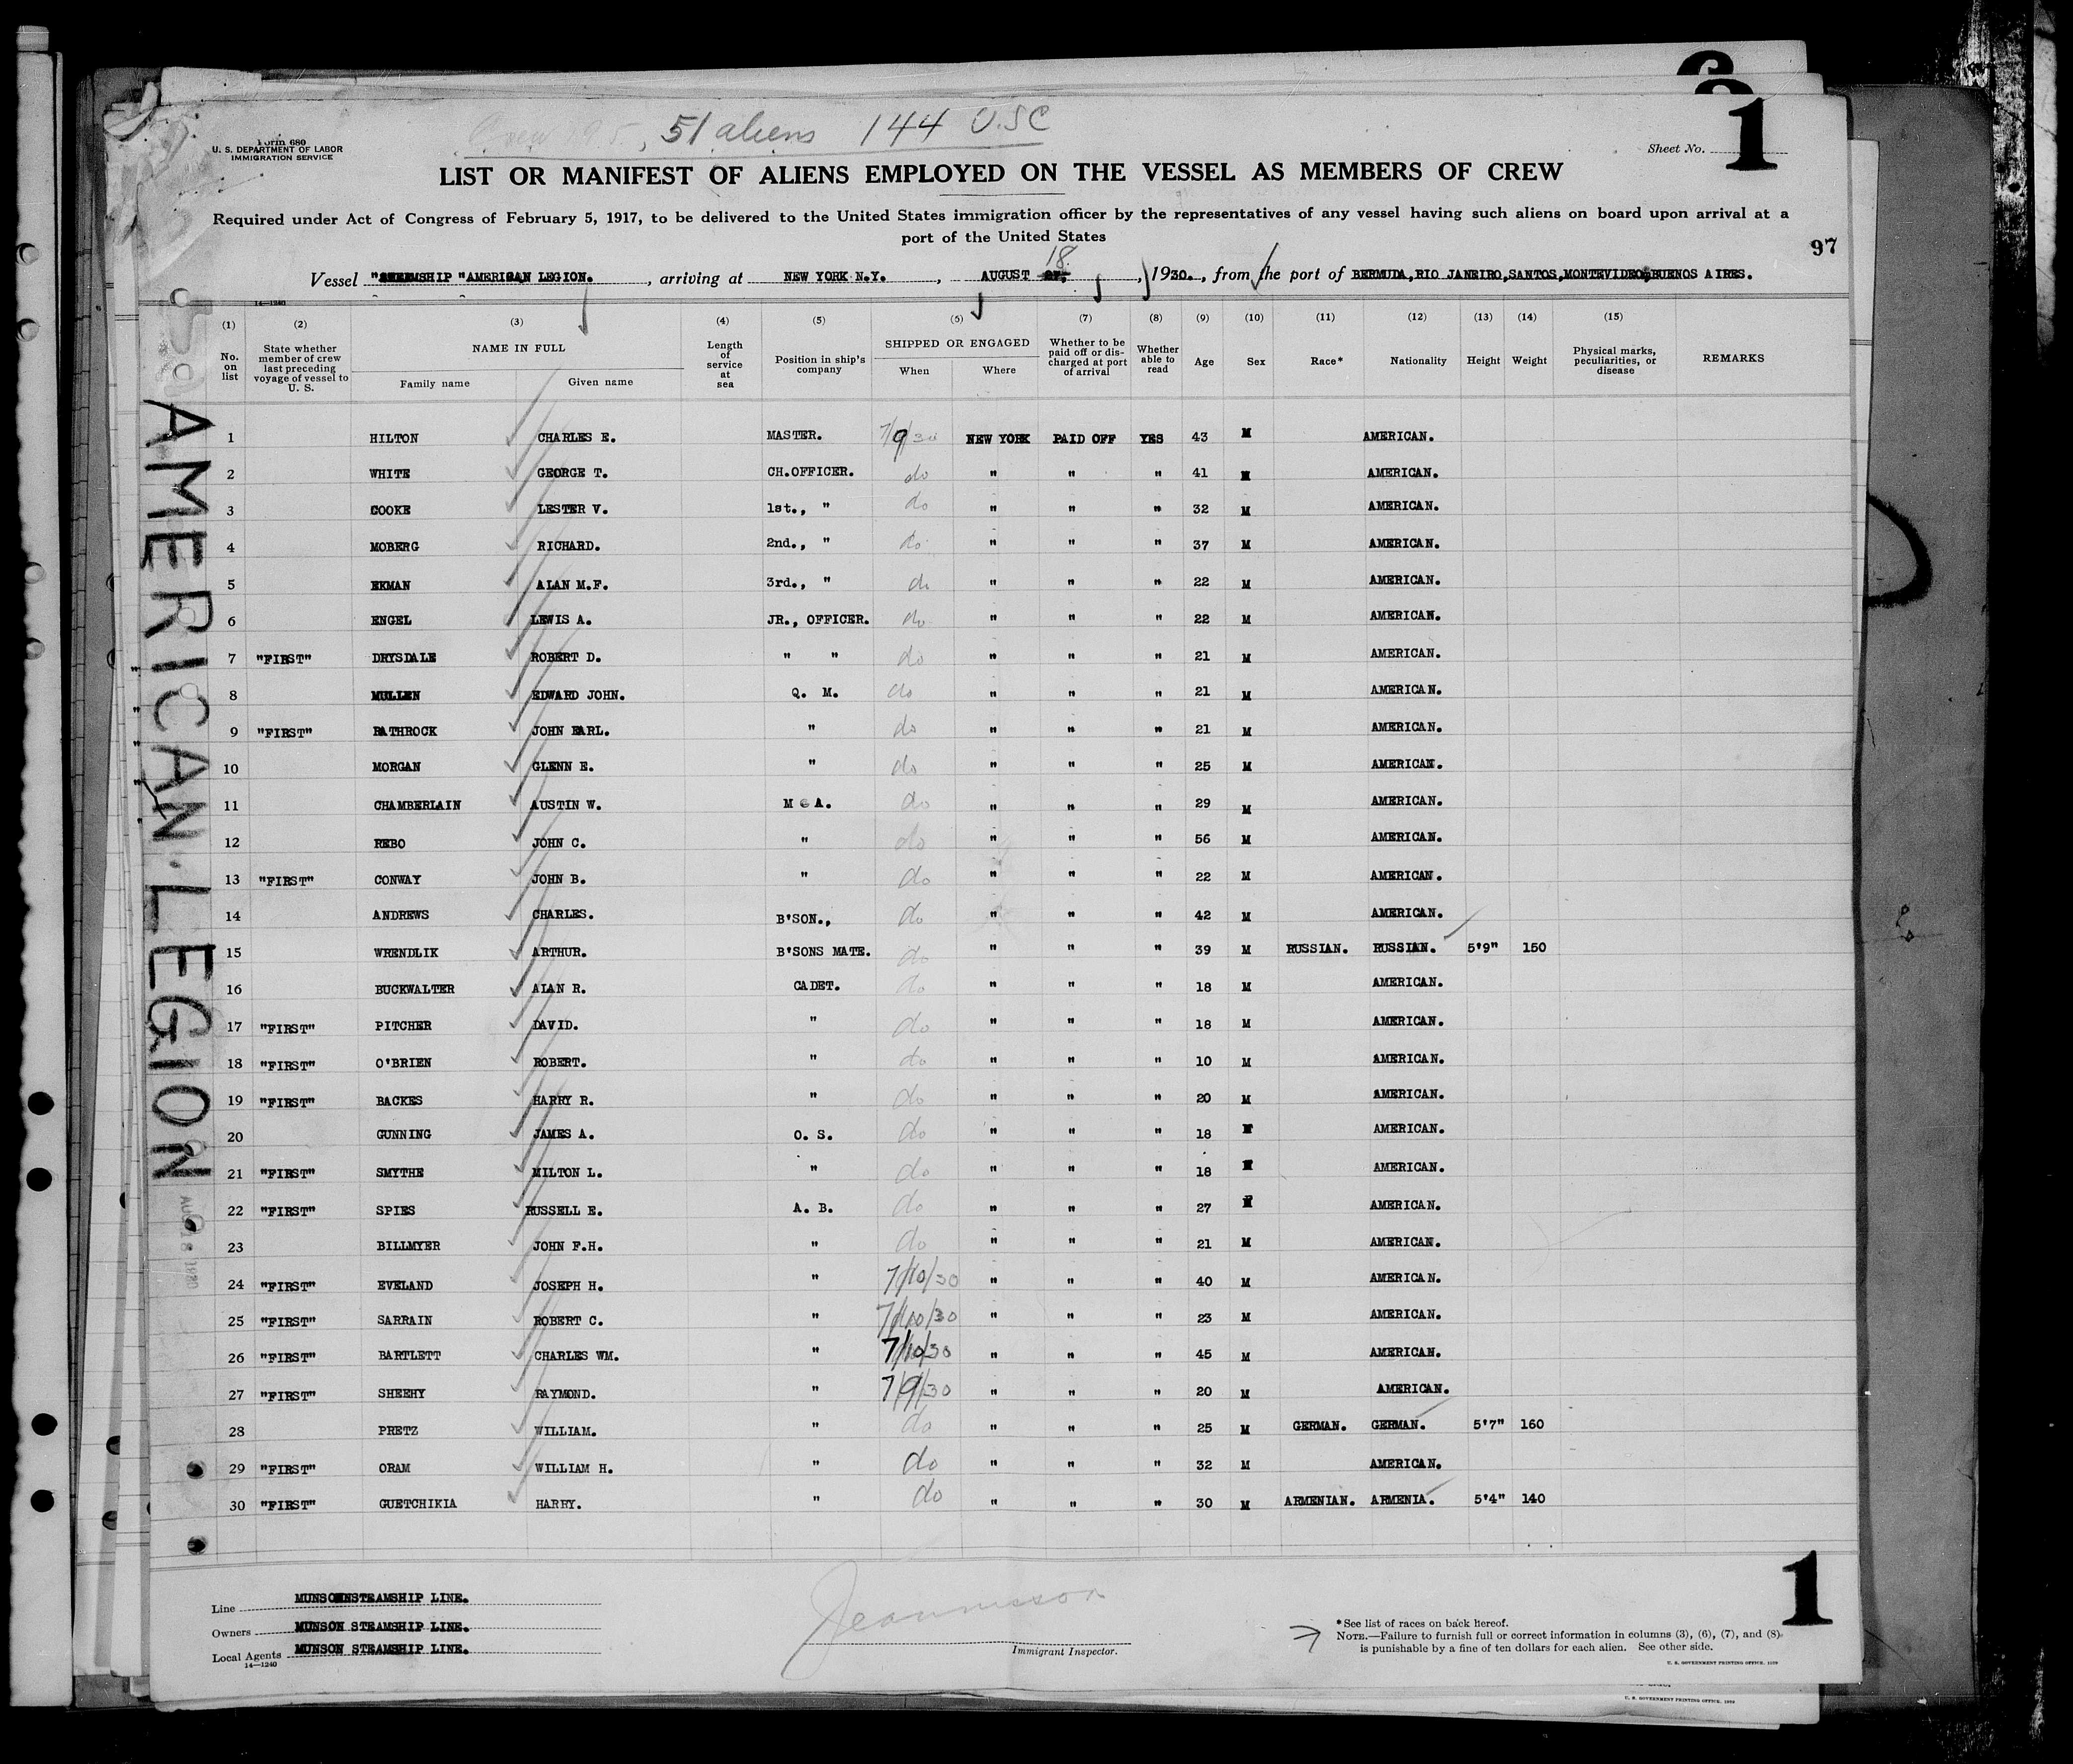 51 aliens 144 USC
Form 680
U. S. DEPARTMENT OF LABOR
IMMIGRATION SERVICE
Sheet No. 1
LIST OR MANIFEST OF ALIENS EMPLOYED ON THE VESSEL AS MEMBERS OF CREW
Required under Act of Congress of February 5, 1917, to be delivered to the United States immigration officer by the representatives of any vessel having such aliens on board upon arrival at a
port of the United States
97
18
Vessel "STEAMSHIP "AMERICAN LEGION. , arriving at NEW YORK N.Y. , AUGUST , 1930. , from the port of BERMUDA,RIO JANEIRO,SANTOS,MONTEVIDEO,BUENOS AIRES.
14-1240
(1) (2) (3) (4) (5) (6) (7) (8) (9) (10) (11) (12) (13) (14) (15)
No. on list State whether member of crew last preceding voyage of vessel to U. S. NAME IN FULL Family name Given name Length of service at sea Position in ship's company SHIPPED OR ENGAGED When Where Whether to be paid off or discharged at port of arrival Whether able to read Age Sex Race* Nationality Height Weight Physical marks, peculiarities, or disease REMARKS
1 HILTON CHARLES E. MASTER. 7/9/30 NEW YORK PAID OFF YES 43 M AMERICAN.
2 WHITE GEORGE T. CH.OFFICER. do " " " 41 M AMERICAN.
3 COOKE LESTER V. 1st., " do " " " 32 M AMERICAN.
4 MOBERG RICHARD. 2nd., " do " " " 37 M AMERICAN.
5 EKMAN ALAN M.F. 3rd., " do " " " 22 M AMERICAN.
6 ENGEL LEWIS A. JR., OFFICER. do " " " 22 M AMERICAN.
7 "FIRST" DRYSDALE ROBERT D. " " do " " " 21 M AMERICAN.
8 MULLEN EDWARD JOHN. Q. M. do " " " 21 M AMERICAN.
9 "FIRST" RATHROCK JOHN EARL. " do " " " 21 M AMERICAN.
10 MORGAN GLENN E. " do " " " 25 M AMERICAN.
11 CHAMBERLAIN AUSTIN W. M & A. do " " " 29 M AMERICAN.
12 REBO JOHN C. " do " " " 56 M AMERICAN.
13 "FIRST" CONWAY JOHN B. " do " " " 22 M AMERICAN.
14 ANDREWS CHARLES. B'SON., do " " " 42 M AMERICAN.
15 WRENDLIK ARTHUR. B'SONS MATE. do " " " 39 M RUSSIAN. RUSSIAN. 5'9" 150
16 BUCKWALTER ALAN R. CADET. do " " " 18 M AMERICAN.
17 "FIRST" PITCHER DAVID. " do " " " 18 M AMERICAN.
18 "FIRST" O'BRIEN ROBERT. " do " " " 10 M AMERICAN.
19 "FIRST" BACKES HARRY R. " do " " " 20 M AMERICAN.
20 GUNNING JAMES A. O. S. do " " " 18 M AMERICAN.
21 "FIRST" SMYTHE MILTON L. " do " " " 18 M AMERICAN.
22 "FIRST" SPIES RUSSELL E. A. B. do " " " 27 M AMERICAN.
23 BILLMYER JOHN F.H. " do " " " 21 M AMERICAN.
24 "FIRST" EVELAND JOSEPH H. " 7/10/30 " " " 40 M AMERICAN.
25 "FIRST" SARRAIN ROBERT C. " 7/10/30 " " " 23 M AMERICAN.
26 "FIRST" BARTLETT CHARLES WM. " 7/10/30 " " " 45 M AMERICAN.
27 "FIRST" SHEEHY RAYMOND. " 7/9/30 " " " 20 M AMERICAN.
28 PRETZ WILLIAM. " do " " " 25 M GERMAN. GERMAN. 5'7" 160
29 "FIRST" ORAM WILLIAM H. " do " " " 32 M AMERICAN.
30 "FIRST" GUETCHIKIA HARRY. " do " " " 30 M ARMENIAN. ARMENIA. 5'4" 140
AMERICAN LEGION
AUG 18 1930
Line MUNSON STEAMSHIP LINE.
Owners MUNSON STEAMSHIP LINE.
Local Agents MUNSON STEAMSHIP LINE.
14-1240
Immigrant Inspector.
*See list of races on back hereof.
NOTE.—Failure to furnish full or correct information in columns (3), (6), (7), and (8)
is punishable by a fine of ten dollars for each alien. See other side.
U. S. GOVERNMENT PRINTING OFFICE, 1929
1
U. S. GOVERNMENT PRINTING OFFICE, 1929